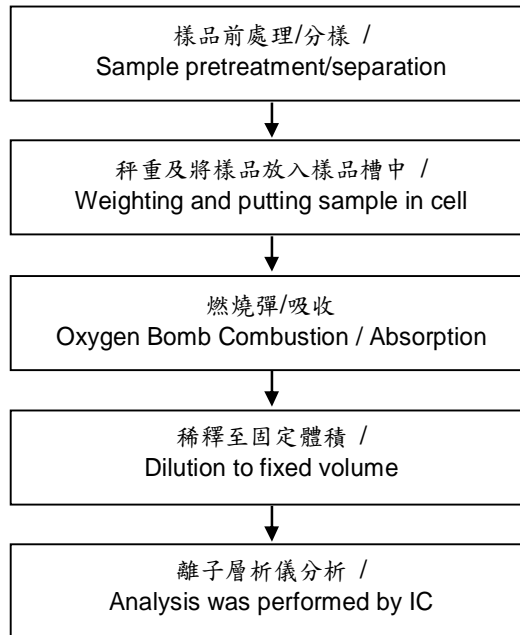 樣品前處理/分樣 /
Sample pretreatment/separation
秤重及將樣品放入樣品槽中 /
Weighting and putting sample in cell
燃燒彈/吸收
Oxygen Bomb Combustion / Absorption
稀釋至固定體積 /
Dilution to fixed volume
離子層析儀分析 /
Analysis was performed by IC